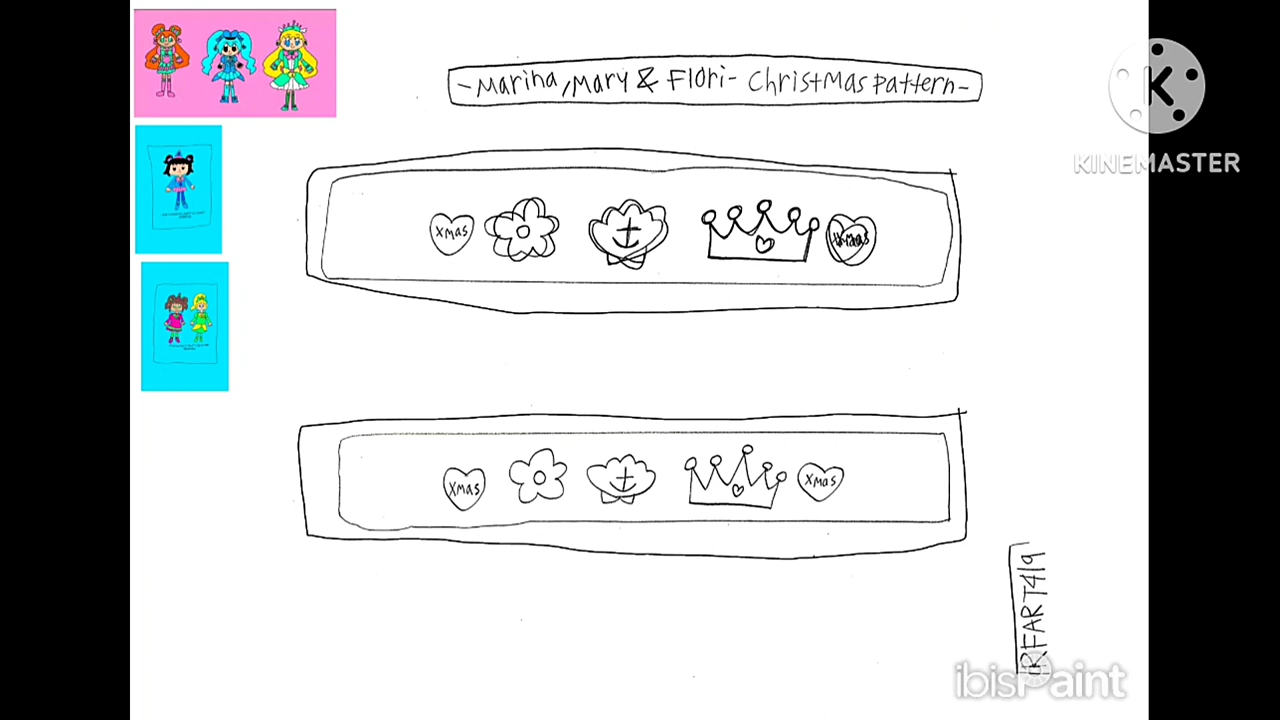 -Marina, Mary & Flori- Christmas pattern-
KINEMASTER
xmas
xmas
xmas
xmas
RFART419
ibisPaint